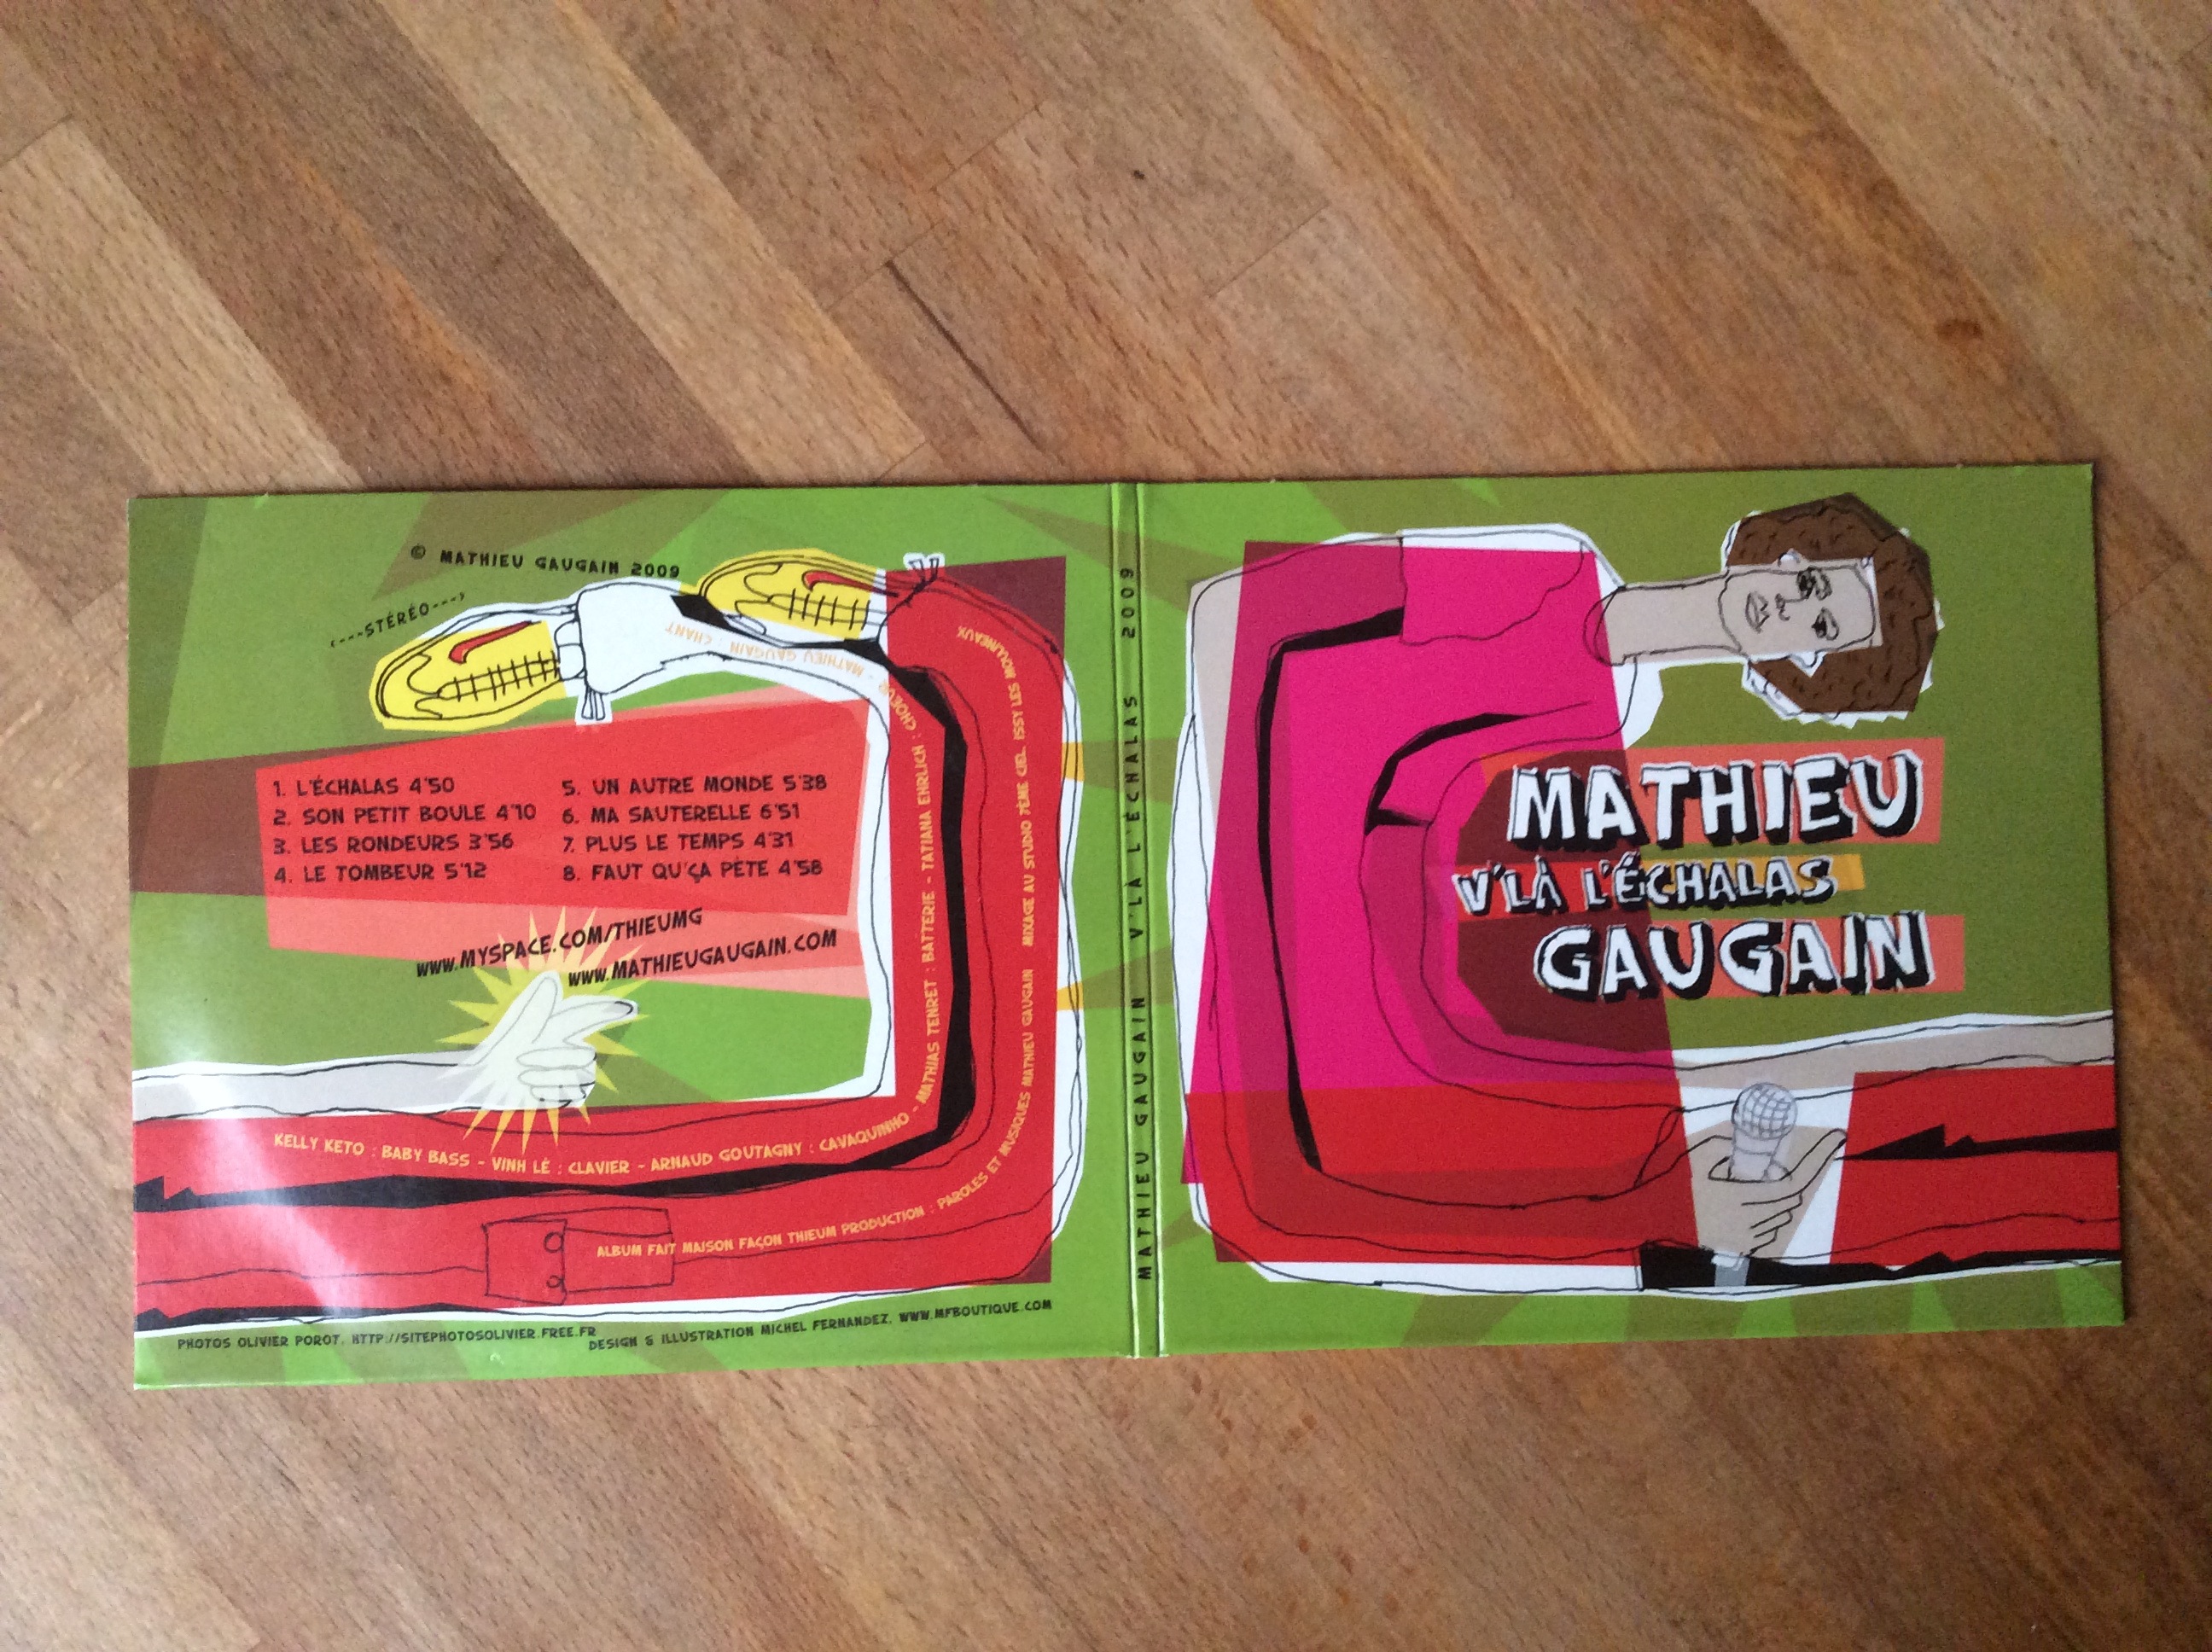 © MATHIEU GAUGAIN 2009
<---STÉRÉO--->
1. L'ÉCHALAS 4'50
2. SON PETIT BOULE 4'10
3. LES RONDEURS 3'56
4. LE TOMBEUR 5'12
5. UN AUTRE MONDE 5'38
6. MA SAUTERELLE 6'51
7. PLUS LE TEMPS 4'31
8. FAUT QU'ÇA PÈTE 4'58
www.MYSPACE.COM/THIEUMG
www.MATHIEUGAUGAIN.COM
KELLY KETO : BABY BASS - VINH LÊ : CLAVIER - ARNAUD GOUTAGNY : CAVAQUINHO - MATHIAS TENRET : BATTERIE - TATIANA EHRLICH : CHOEUR - MATHIEU GAUGAIN : CHANT
ALBUM FAIT MAISON FAÇON THIEUM PRODUCTION : PAROLES ET MUSIQUES MATHIEU GAUGAIN MIXAGE AU STUDIO 7ÈME CIEL. ISSY LES MOULINEAUX
PHOTOS OLIVIER POROT. HTTP://SITEPHOTOSOLIVIER.FREE.FR
DESIGN & ILLUSTRATION MICHEL FERNANDEZ. WWW.MFBOUTIQUE.COM
MATHIEU GAUGAIN V'LÀ L'ÉCHALAS 2009
MATHIEU
V'LÀ L'ÉCHALAS
GAUGAIN